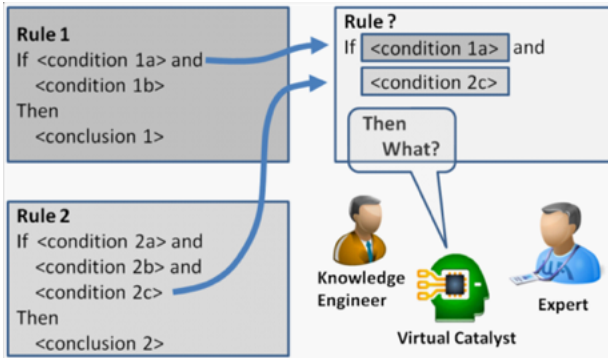 Rule 1
If <condition 1a> and
<condition 1b>
Then
<conclusion 1>
Rule 2
If <condition 2a> and
<condition 2b> and
<condition 2c>
Then
<conclusion 2>
Rule ?
If <condition 1a> and
<condition 2c>
Then
What?
Knowledge
Engineer
Virtual Catalyst
Expert